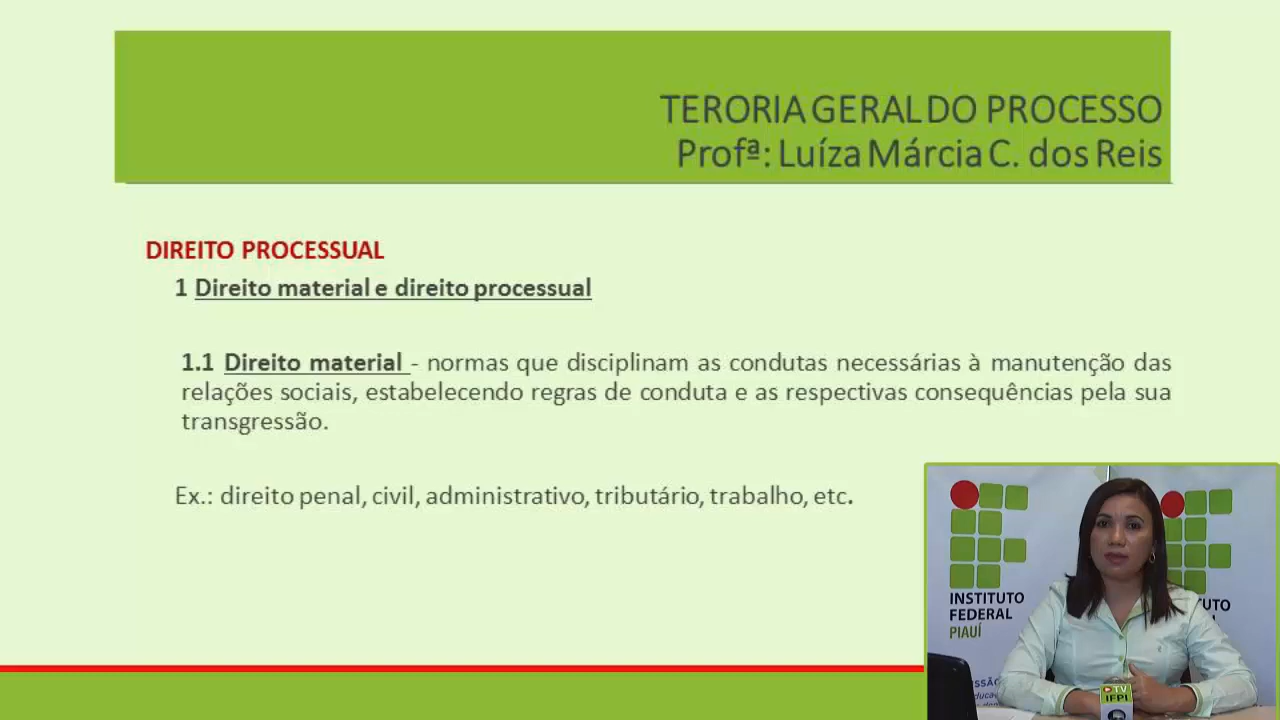 TERORIA GERAL DO PROCESSO
Profª: Luíza Márcia C. dos Reis
DIREITO PROCESSUAL
1 Direito material e direito processual
1.1 Direito material - normas que disciplinam as condutas necessárias à manutenção das
relações sociais, estabelecendo regras de conduta e as respectivas consequências pela sua
transgressão.
Ex.: direito penal, civil, administrativo, tributário, trabalho, etc.
INSTITUTO
FEDERAL
PIAUÍ
TV
IFPI